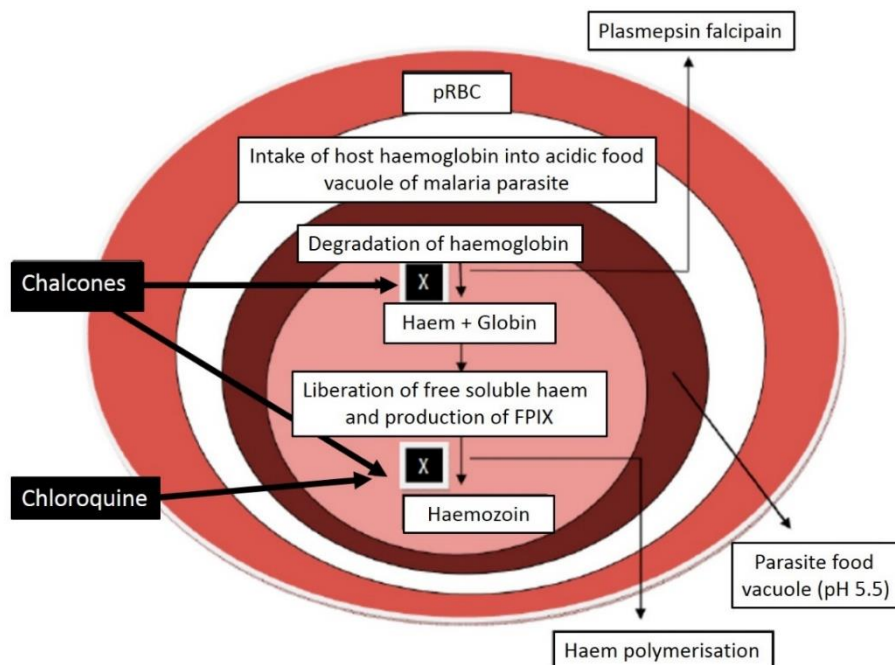 Plasmepsin falcipain
pRBC
Intake of host haemoglobin into acidic food
vacuole of malaria parasite
Degradation of haemoglobin
Chalcones
X
Haem + Globin
Liberation of free soluble haem
and production of FPIX
X
Chloroquine
Haemozoin
Parasite food
vacuole (pH 5.5)
Haem polymerisation